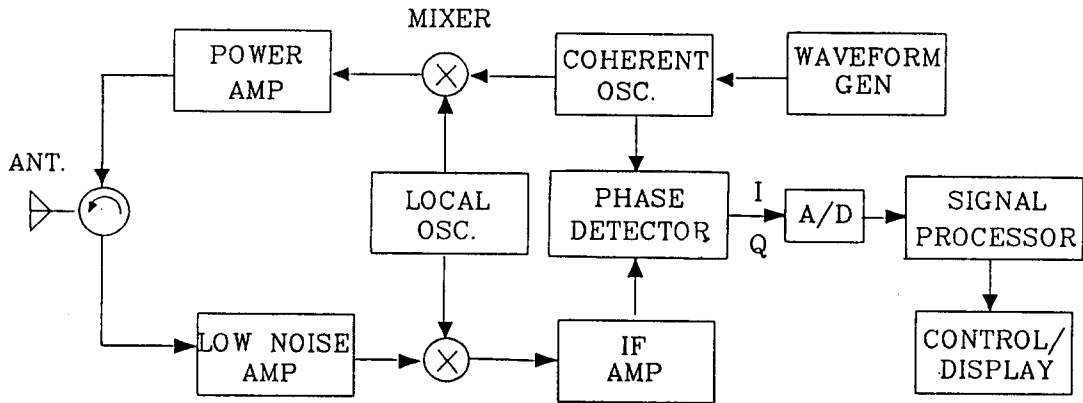 MIXER
POWER
AMP
COHERENT
OSC.
WAVEFORM
GEN
ANT.
LOCAL
OSC.
PHASE
DETECTOR
I
Q
A/D
SIGNAL
PROCESSOR
LOW NOISE
AMP
IF
AMP
CONTROL/
DISPLAY